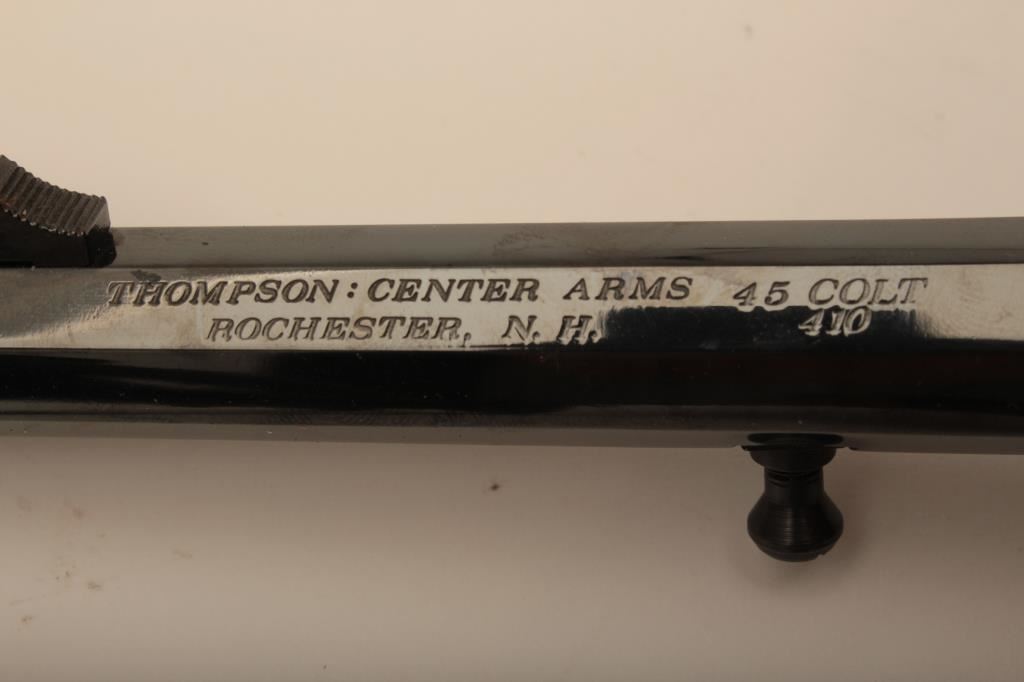 THOMPSON: CENTER ARMS 45 COLT
ROCHESTER, N. H. 410